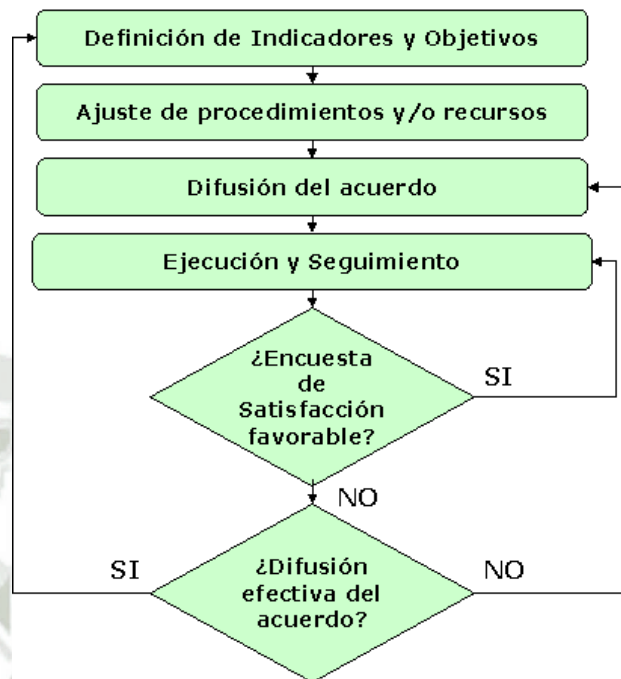 Definición de Indicadores y Objetivos
Ajuste de procedimientos y/o recursos
Difusión del acuerdo
Ejecución y Seguimiento
¿Encuesta
de
Satisfacción
favorable?
SI
NO
¿Difusión
efectiva del
acuerdo?
SI
NO